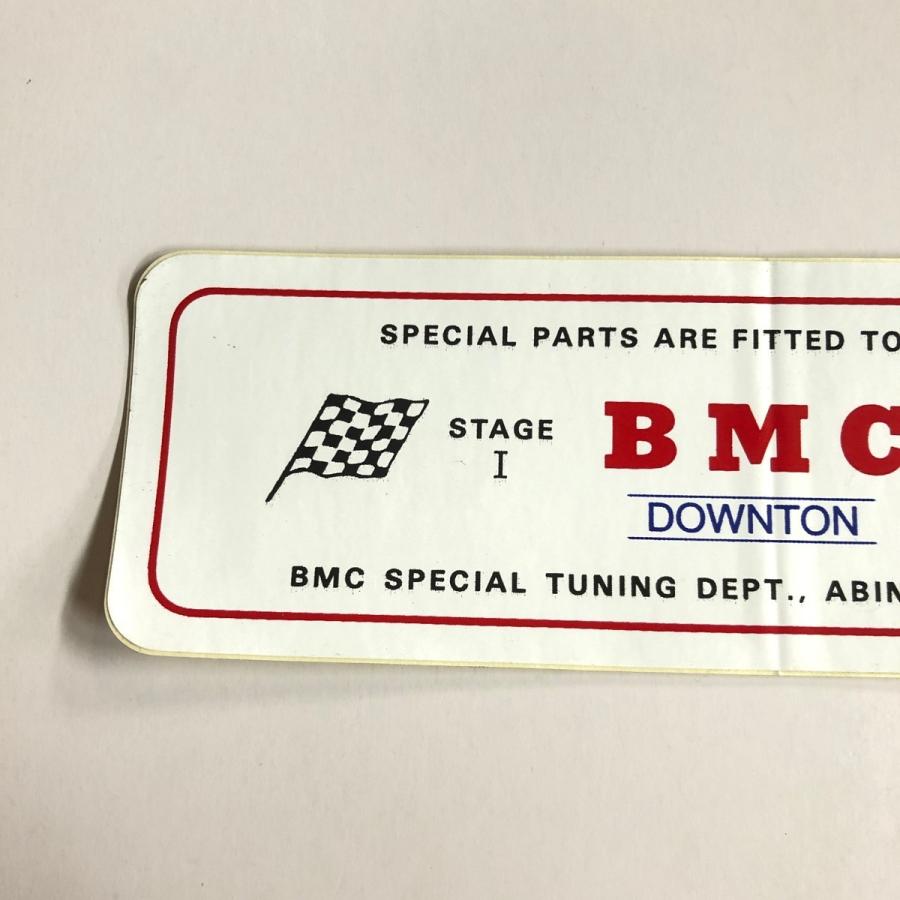 SPECIAL PARTS ARE FITTED TO
STAGE
I
BMC
DOWNTON
BMC SPECIAL TUNING DEPT., ABIN